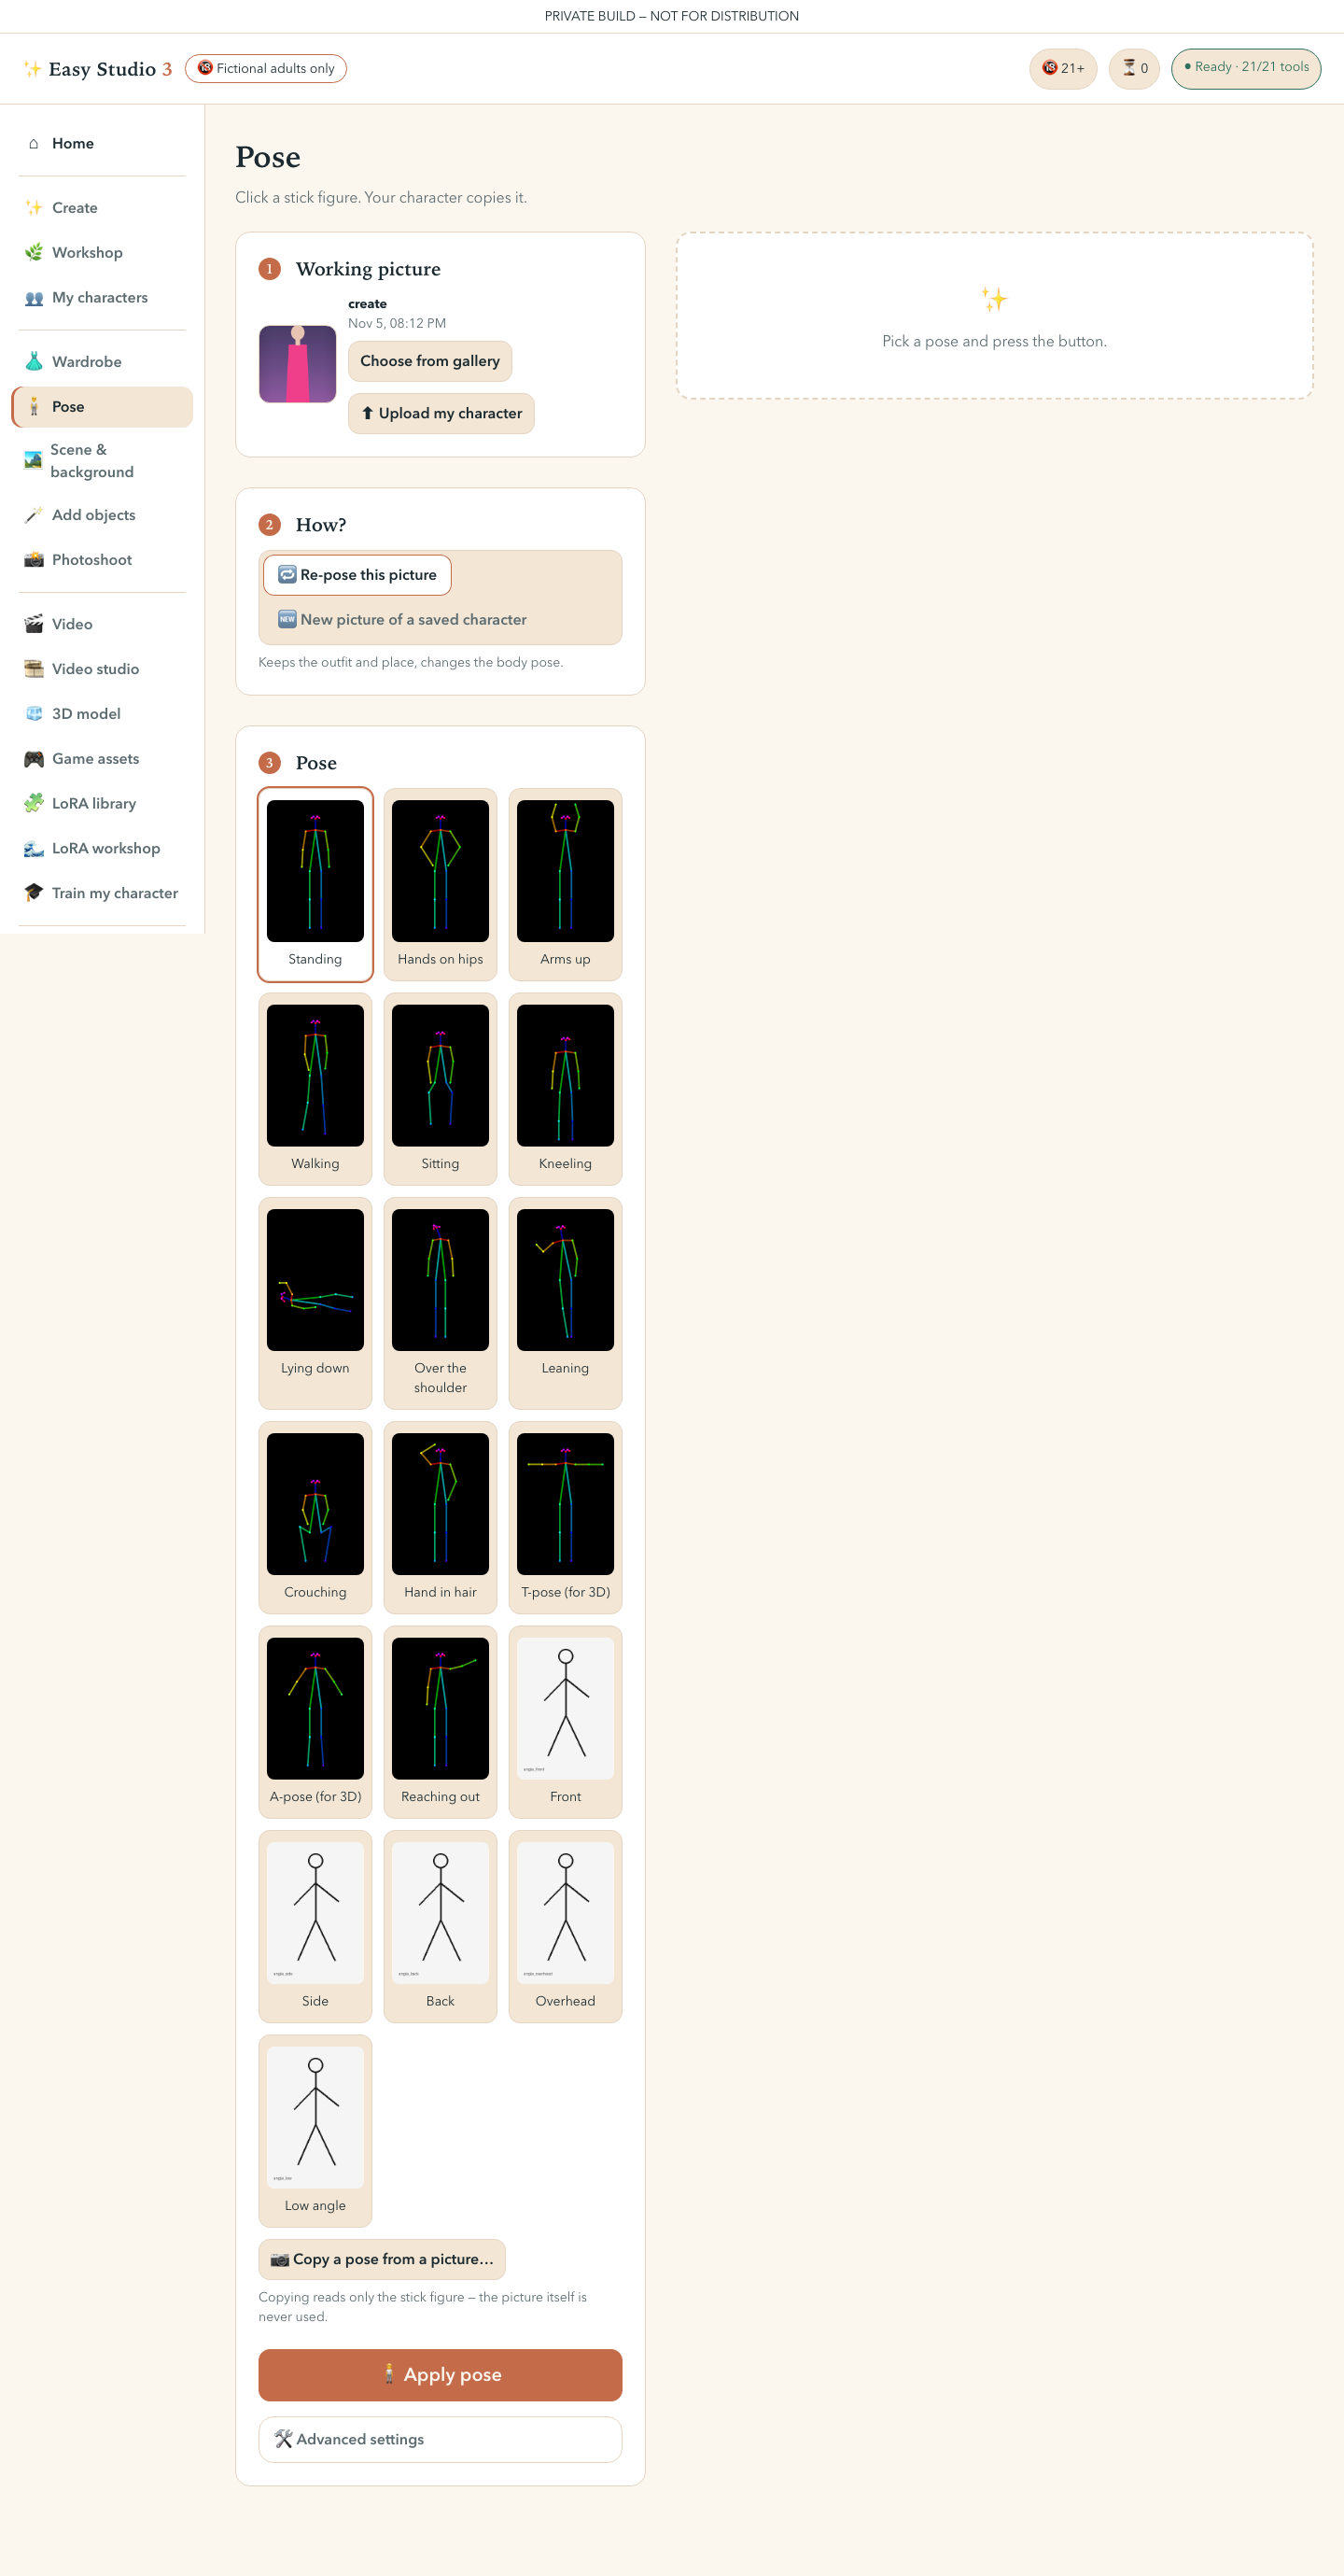 PRIVATE BUILD — NOT FOR DISTRIBUTION
Easy Studio 3
Fictional adults only
21+
0
Ready · 21/21 tools
Home
Create
Workshop
My characters
Wardrobe
Pose
Scene &
background
Add objects
Photoshoot
Video
Video studio
3D model
Game assets
LoRA library
LoRA workshop
Train my character
Pose
Click a stick figure. Your character copies it.
1 Working picture
create
Nov 5, 08:12 PM
Choose from gallery
Upload my character
Pick a pose and press the button.
2 How?
Re-pose this picture
New picture of a saved character
Keeps the outfit and place, changes the body pose.
3 Pose
Standing
Hands on hips
Arms up
Walking
Sitting
Kneeling
Lying down
Over the
shoulder
Leaning
Crouching
Hand in hair
T-pose (for 3D)
A-pose (for 3D)
Reaching out
angle_front
Front
angle_side
Side
angle_back
Back
angle_overhead
Overhead
angle_low
Low angle
Copy a pose from a picture…
Copying reads only the stick figure — the picture itself is
never used.
Apply pose
Advanced settings